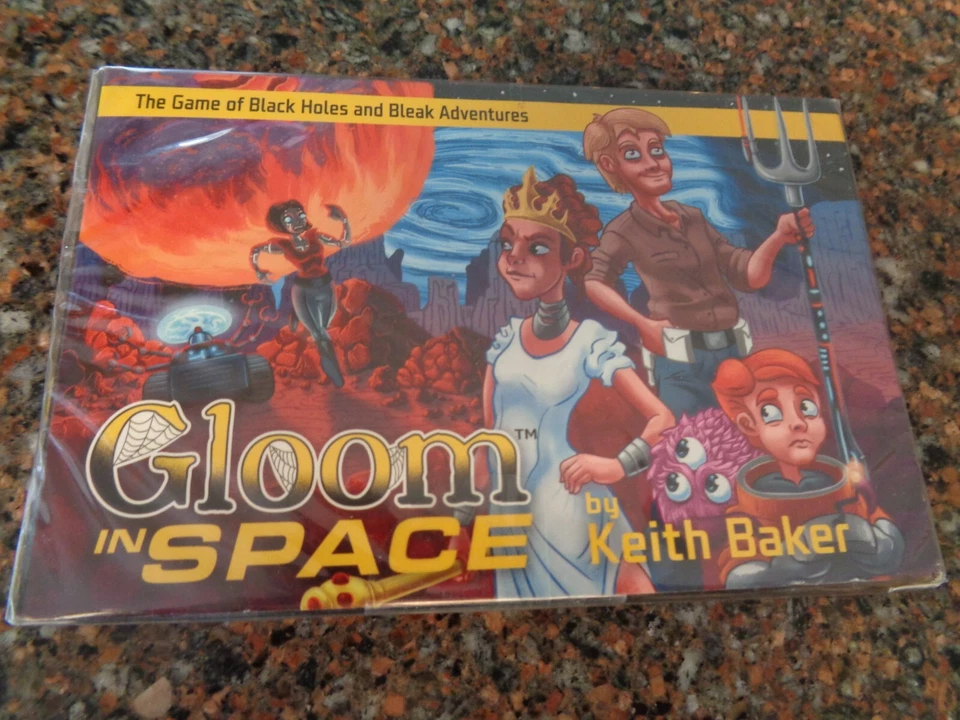 The Game of Black Holes and Bleak Adventures
Gloom™
IN SPACE
by
Keith Baker